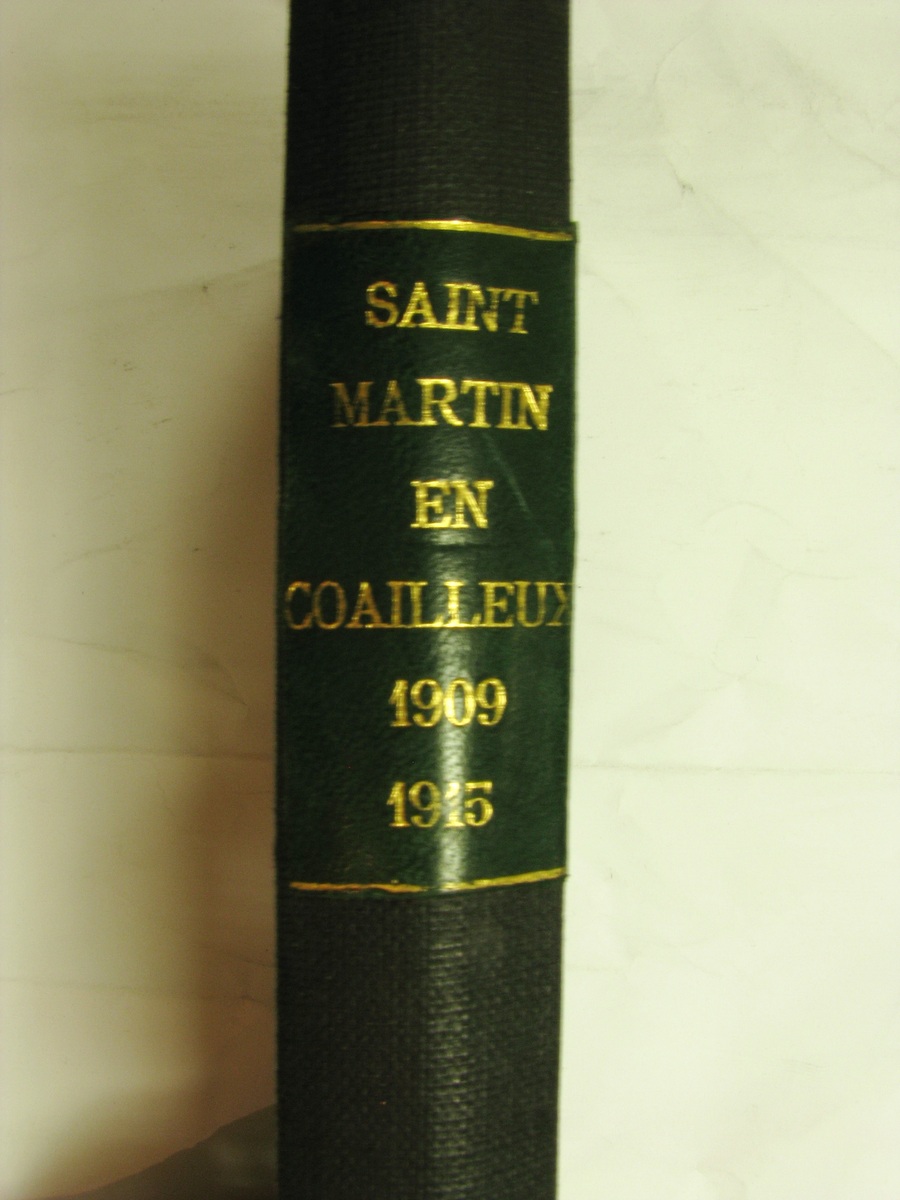 SAINT
MARTIN
EN
COAILLEUX
1909
1915